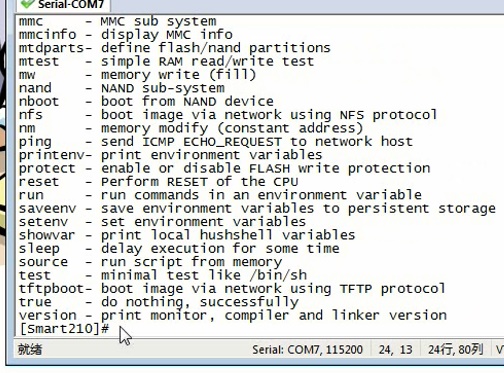 Serial-COM7
mmc - MMC sub system
mmcinfo - display MMC info
mtdparts- define flash/nand partitions
mtest - simple RAM read/write test
mw - memory write (fill)
nand - NAND sub-system
nboot - boot from NAND device
nfs - boot image via network using NFS protocol
nm - memory modify (constant address)
ping - send ICMP ECHO_REQUEST to network host
printenv- print environment variables
protect - enable or disable FLASH write protection
reset - Perform RESET of the CPU
run - run commands in an environment variable
saveenv - save environment variables to persistent storage
setenv - set environment variables
showvar - print local hushshell variables
sleep - delay execution for some time
source - run script from memory
test - minimal test like /bin/sh
tftpboot- boot image via network using TFTP protocol
true - do nothing, successfully
version - print monitor, compiler and linker version
[Smart210]#
就绪 Serial: COM7, 115200 24, 13 24行, 80列 V